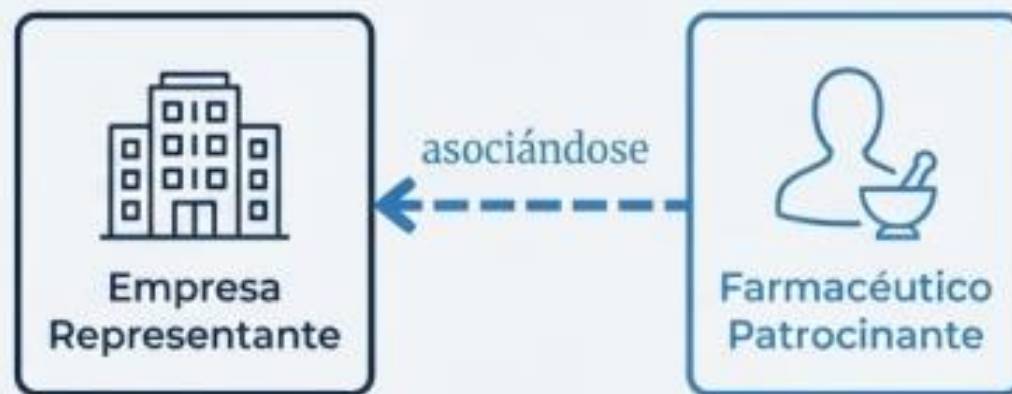 asociándose
Empresa
Representante
Farmacéutico
Patrocinante